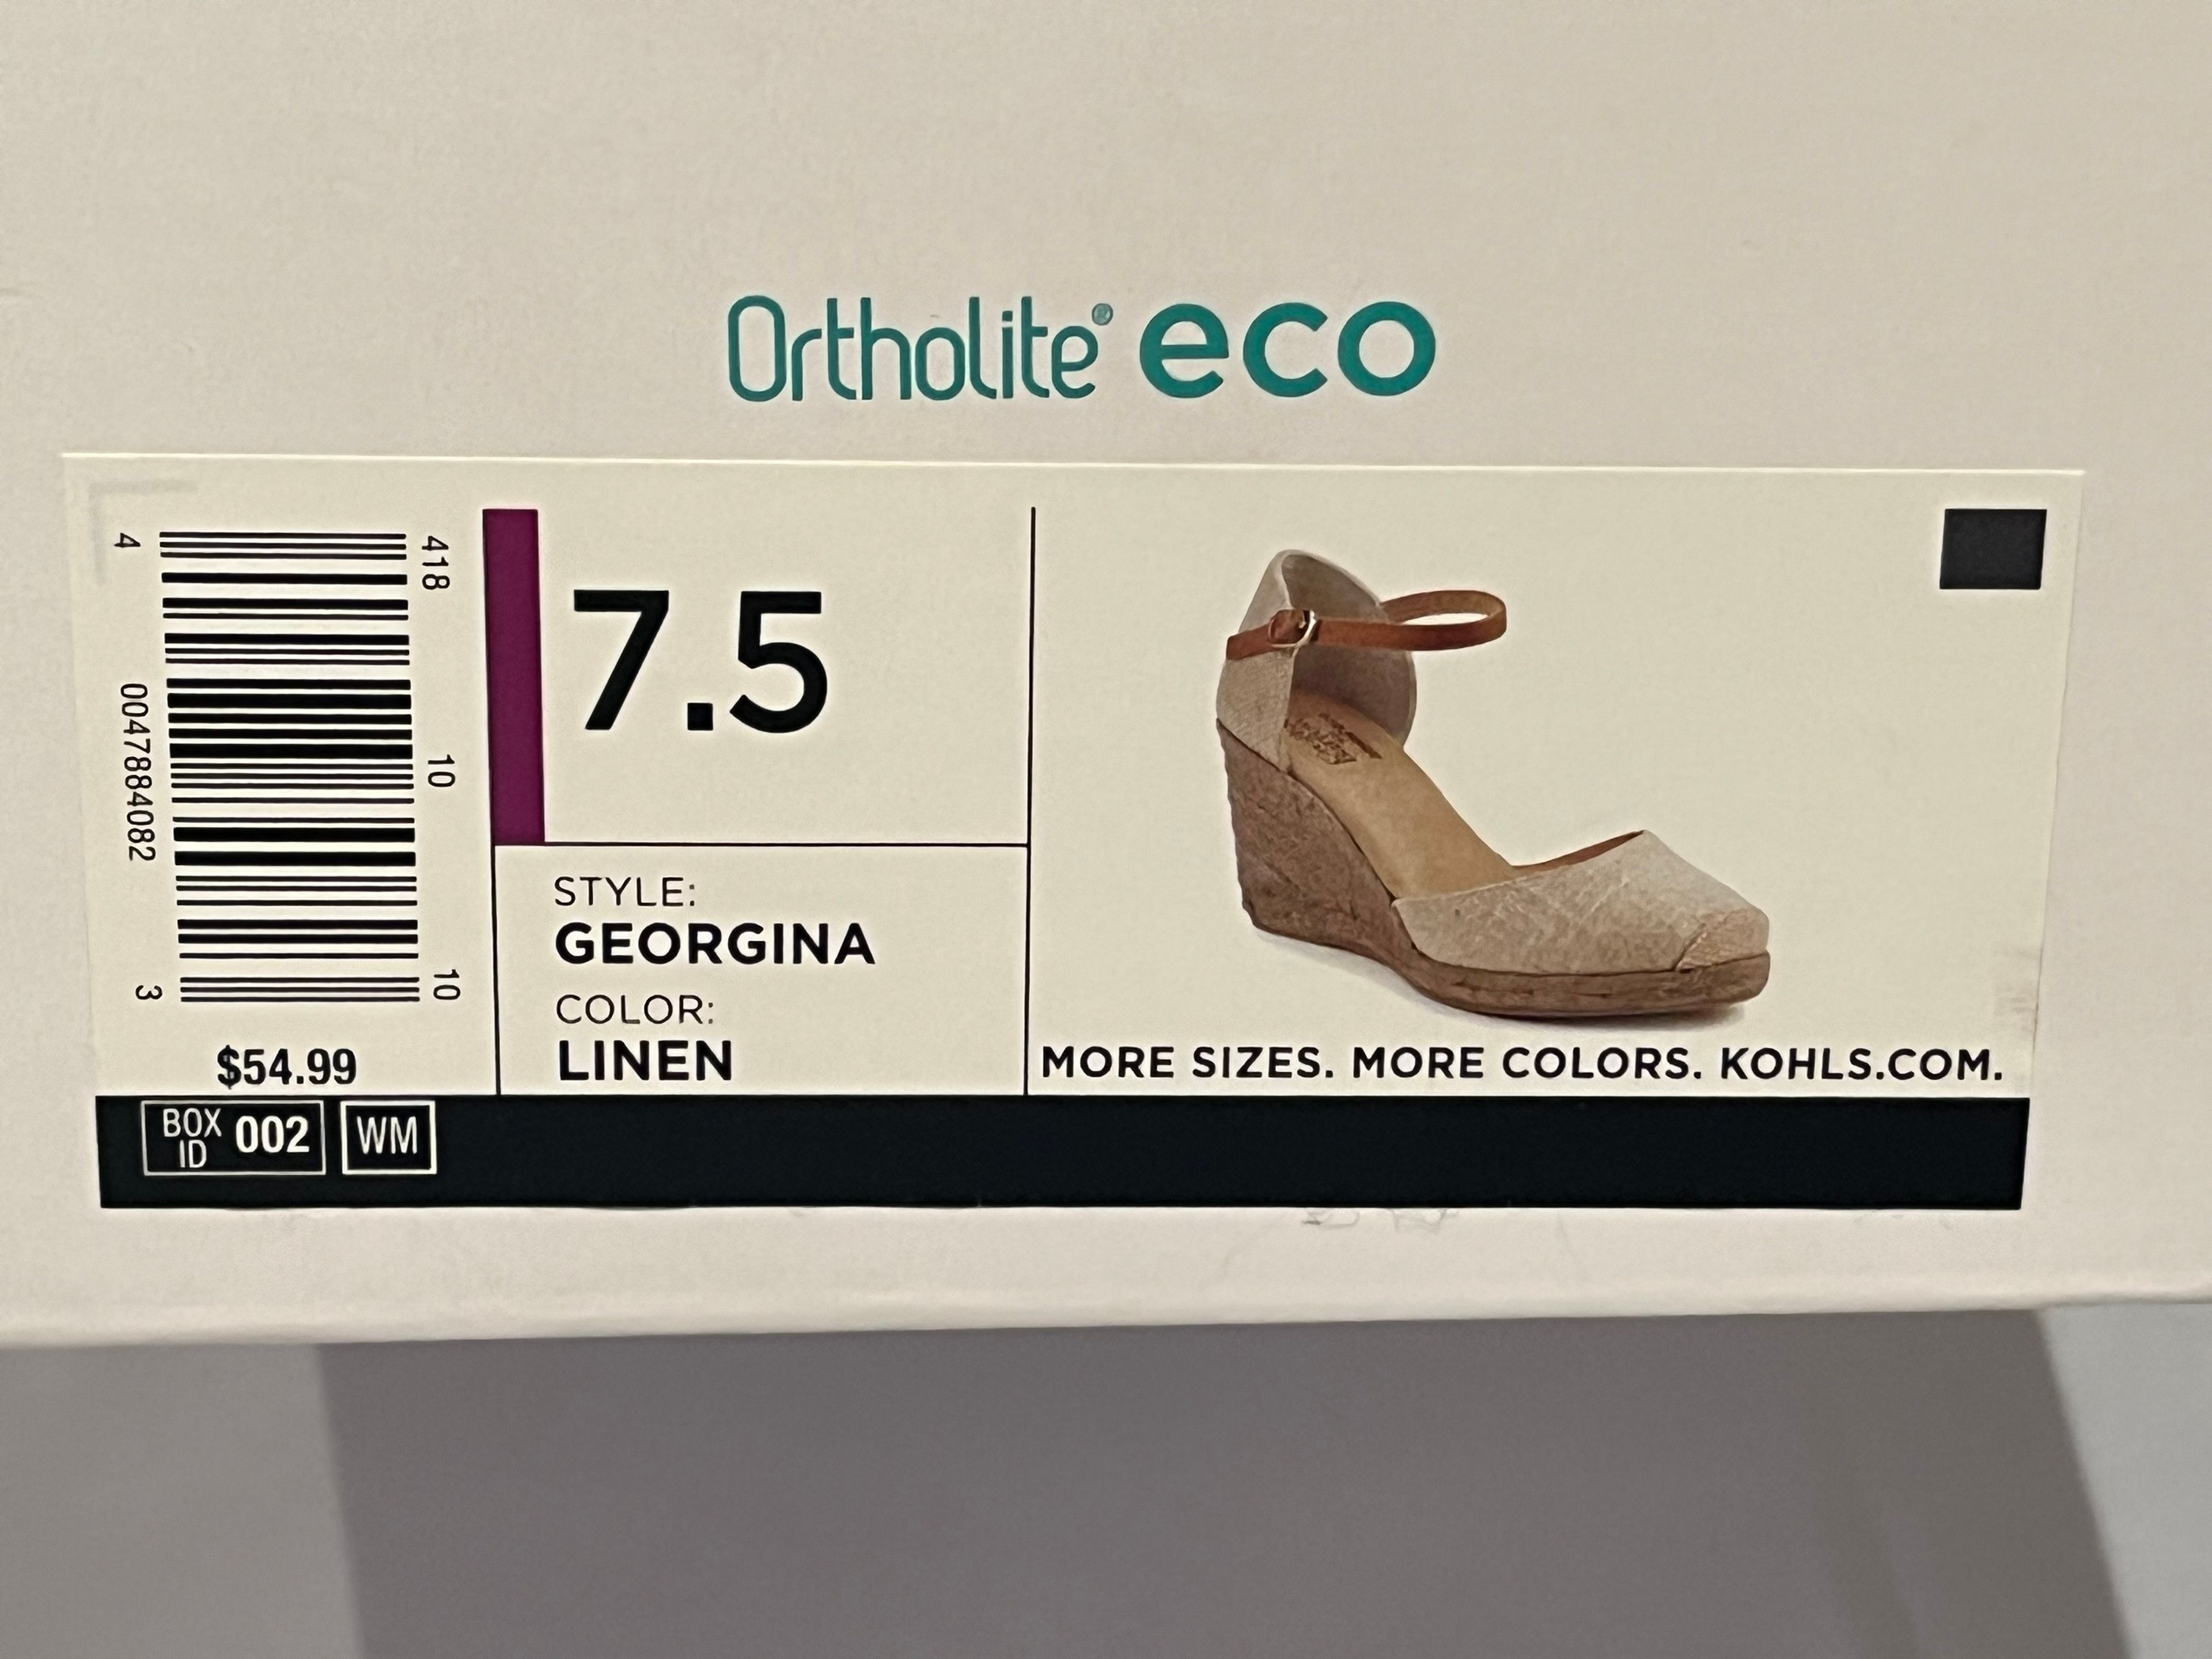 Ortholite® eco
4 0047884082 3
418 10 10
$54.99
7.5
STYLE:
GEORGINA
COLOR:
LINEN
MORE SIZES. MORE COLORS. KOHLS.COM.
BOX ID 002 WM